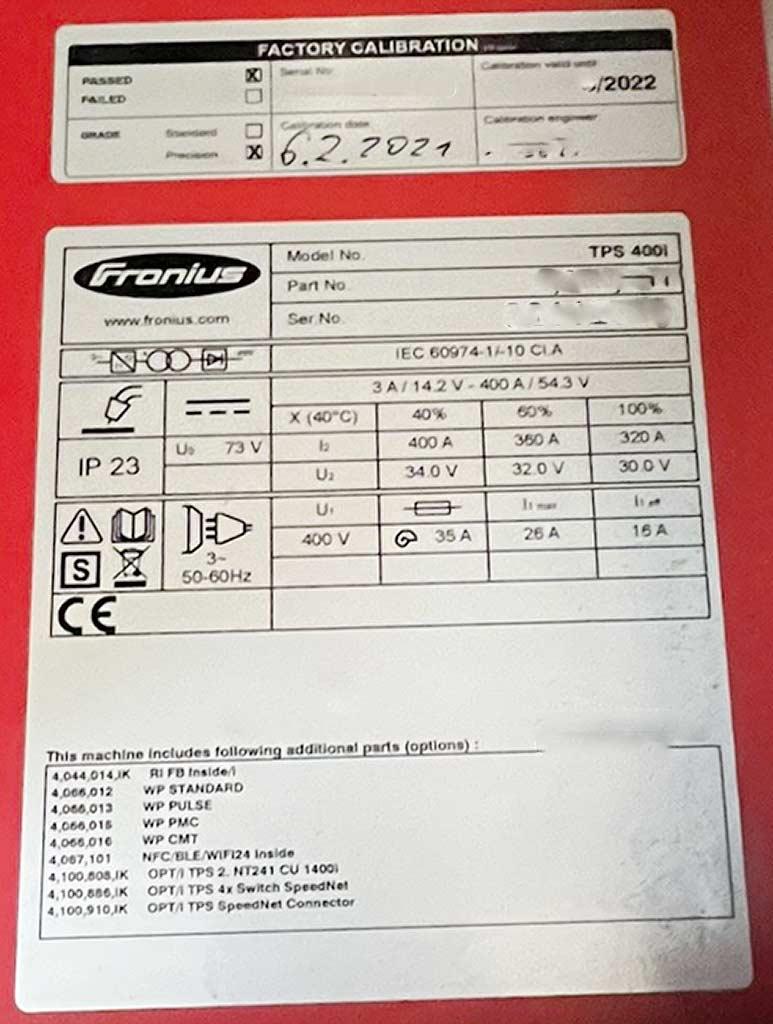 FACTORY CALIBRATION
PASSED X Serial No Calibration valid until
FAILED /2022
GRADE Standard Calibration date Calibration engineer
Precision X 6.2.2021
Fronius
www.fronius.com
Model No. TPS 400i
Part No.
Ser.No.
IEC 60974-1/-10 Cl.A
3 A / 14.2 V - 400 A / 54.3 V
X (40°C) 40% 60% 100%
U0 73 V I2 400 A 360 A 320 A
IP 23
U2 34.0 V 32.0 V 30.0 V
U1 I1 max I1 eff
400 V 35 A 26 A 16 A
S
3~
50-60Hz
CE
This machine includes following additional parts (options) :
4,044,014,IK RI FB Inside/i
4,066,012 WP STANDARD
4,066,013 WP PULSE
4,066,015 WP PMC
4,066,016 WP CMT
4,067,101 NFC/BLE/WiFi24 Inside
4,100,808,IK OPT/i TPS 2. NT241 CU 1400i
4,100,886,IK OPT/i TPS 4x Switch SpeedNet
4,100,910,IK OPT/i TPS SpeedNet Connector